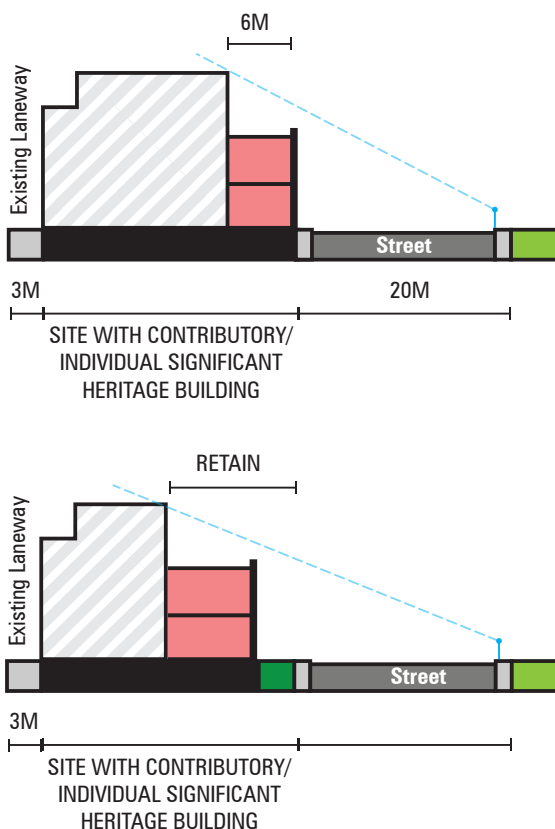 6M
Existing Laneway
Street
3M
20M
SITE WITH CONTRIBUTORY/
INDIVIDUAL SIGNIFICANT
HERITAGE BUILDING
RETAIN
Existing Laneway
Street
3M
SITE WITH CONTRIBUTORY/
INDIVIDUAL SIGNIFICANT
HERITAGE BUILDING